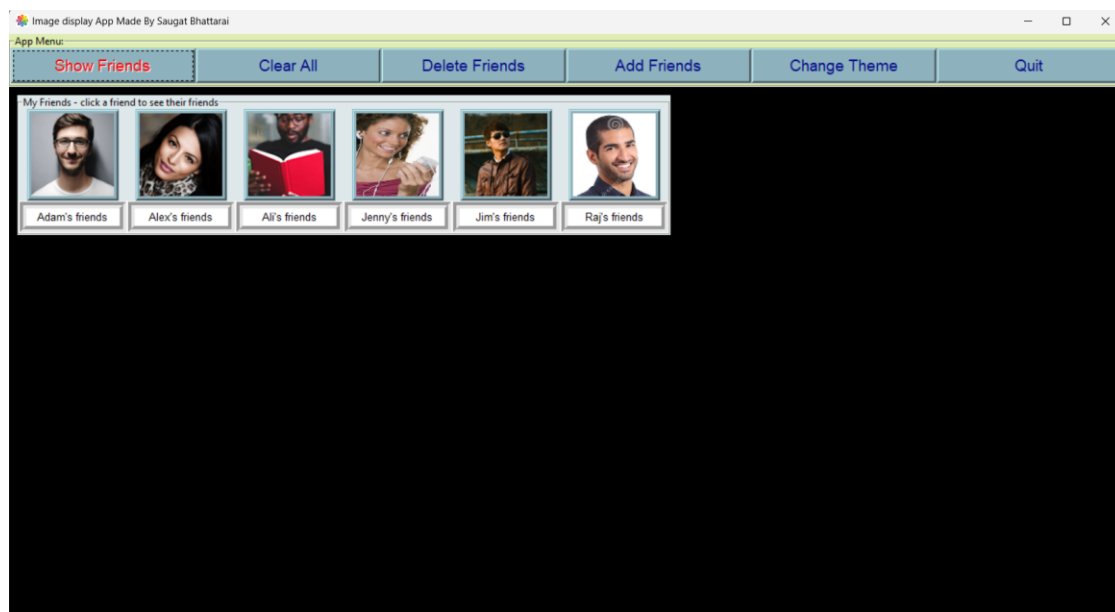 Image display App Made By Saugat Bhattarai
App Menu:
Show Friends Clear All Delete Friends Add Friends Change Theme Quit
My Friends - click a friend to see their friends
Adam's friends Alex's friends Ali's friends Jenny's friends Jim's friends Raj's friends